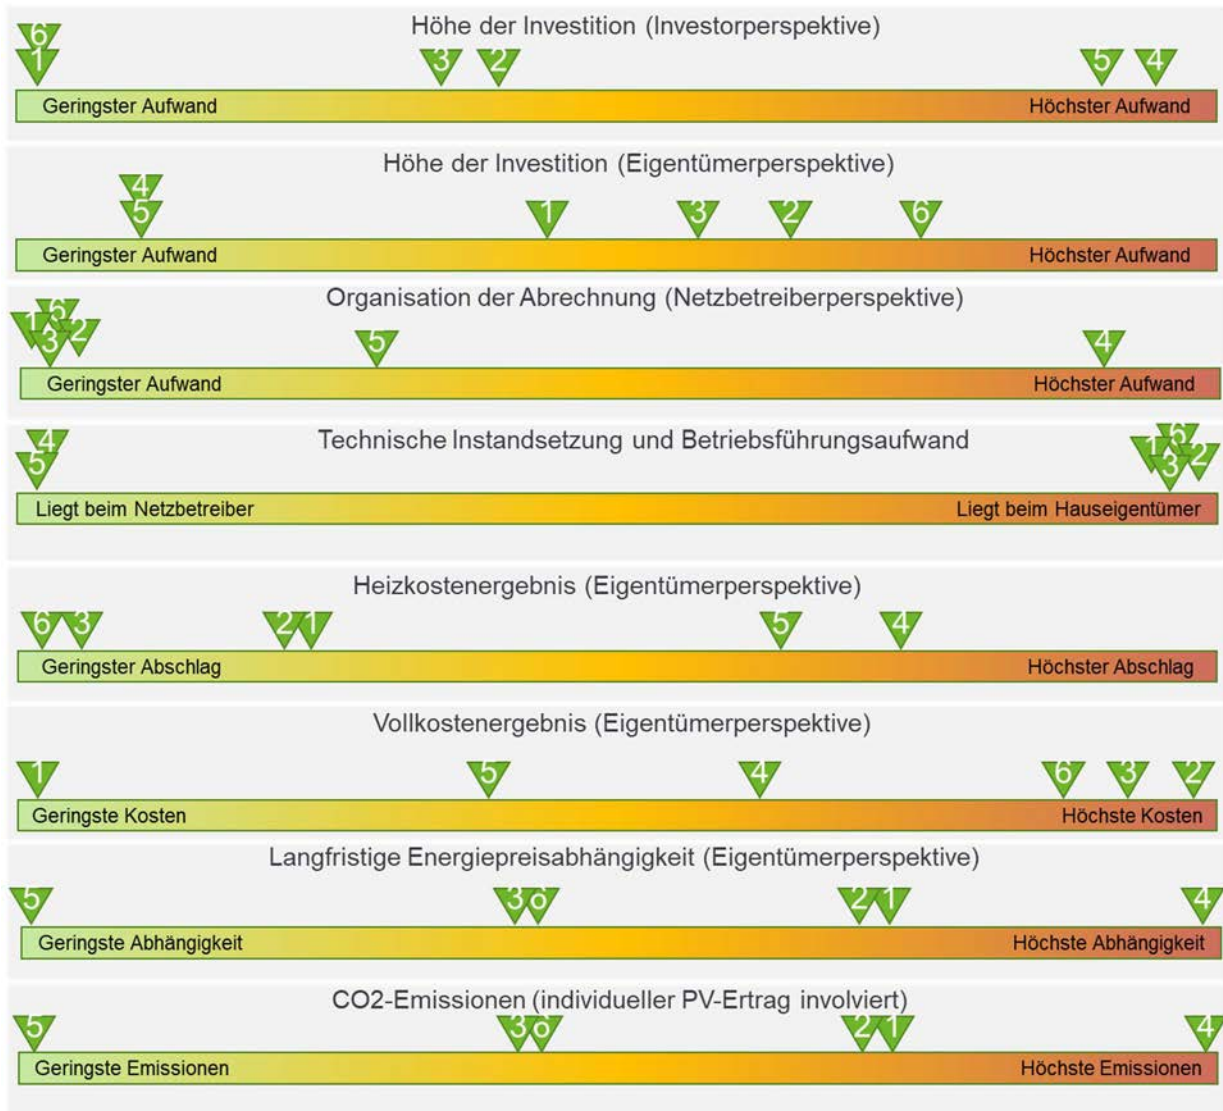 Höhe der Investition (Investorperspektive)
6
1 3 2 5 4
Geringster Aufwand Höchster Aufwand
Höhe der Investition (Eigentümerperspektive)
4
5 1 3 2 6
Geringster Aufwand Höchster Aufwand
Organisation der Abrechnung (Netzbetreiberperspektive)
6
1 2
3 5 4
Geringster Aufwand Höchster Aufwand
Technische Instandsetzung und Betriebsführungsaufwand
4 6
1 2
5 3
Liegt beim Netzbetreiber Liegt beim Hauseigentümer
Heizkostenergebnis (Eigentümerperspektive)
6 3 2 1 5 4
Geringster Abschlag Höchster Abschlag
Vollkostenergebnis (Eigentümerperspektive)
1 5 4 6 3 2
Geringste Kosten Höchste Kosten
Langfristige Energiepreisabhängigkeit (Eigentümerperspektive)
5 3 6 2 1 4
Geringste Abhängigkeit Höchste Abhängigkeit
CO2-Emissionen (individueller PV-Ertrag involviert)
5 3 6 2 1 4
Geringste Emissionen Höchste Emissionen